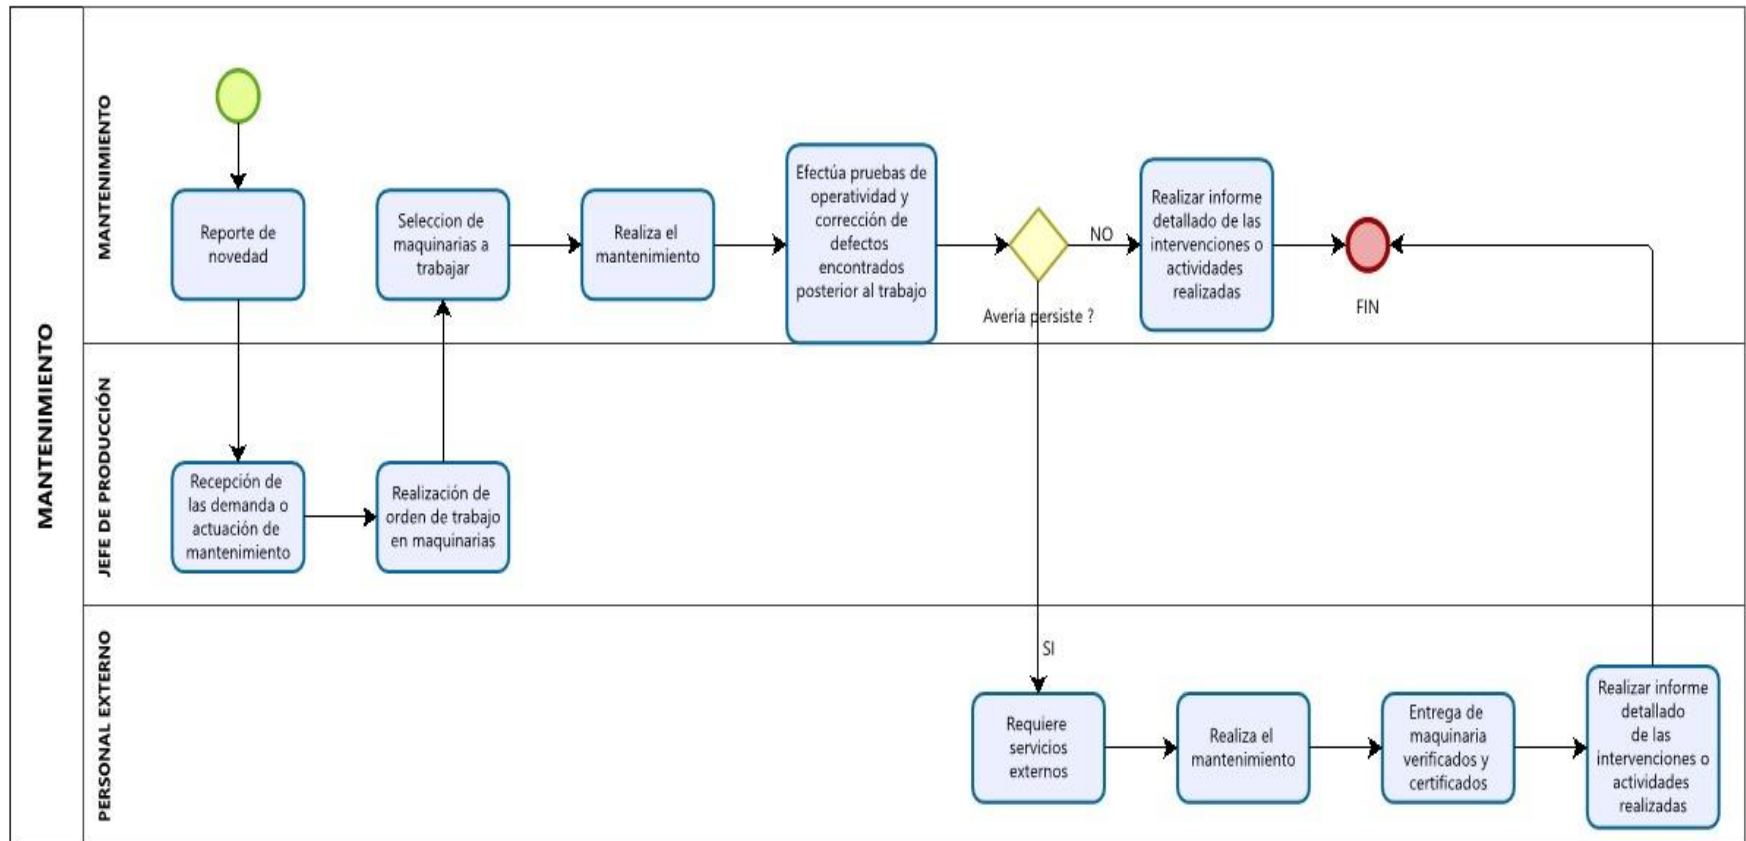 MANTENIMIENTO
MANTENIMIENTO
Reporte de
novedad
Seleccion de
maquinarias a
trabajar
Realiza el
mantenimiento
Efectúa pruebas de
operatividad y
corrección de
defectos
encontrados
posterior al trabajo
Avería persiste ?
NO
Realizar informe
detallado de las
intervenciones o
actividades
realizadas
FIN
JEFE DE PRODUCCIÓN
Recepción de
las demanda o
actuación de
mantenimiento
Realización de
orden de trabajo
en maquinarias
PERSONAL EXTERNO
SI
Requiere
servicios
externos
Realiza el
mantenimiento
Entrega de
maquinaria
verificados y
certificados
Realizar informe
detallado
de las
intervenciones o
actividades
realizadas